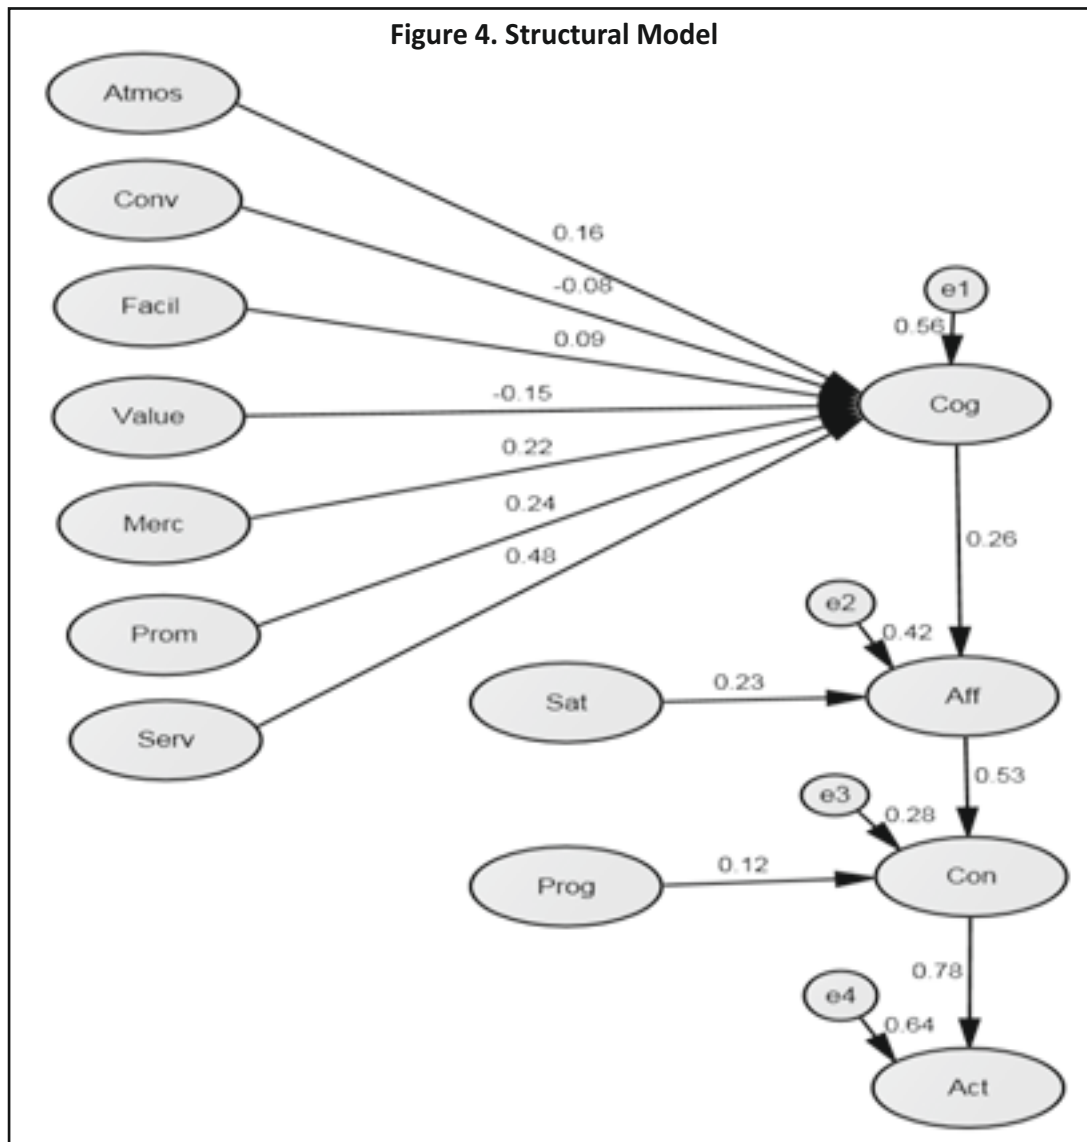 Figure 4. Structural Model
Atmos
Conv
0.16
-0.08
e1
Facil
0.09
0.56
Value
-0.15
Cog
0.22
Merc
0.24
0.48
0.26
Prom
e2
0.42
Sat
0.23
Aff
Serv
0.53
e3
0.28
Prog
0.12
Con
0.78
e4
0.64
Act